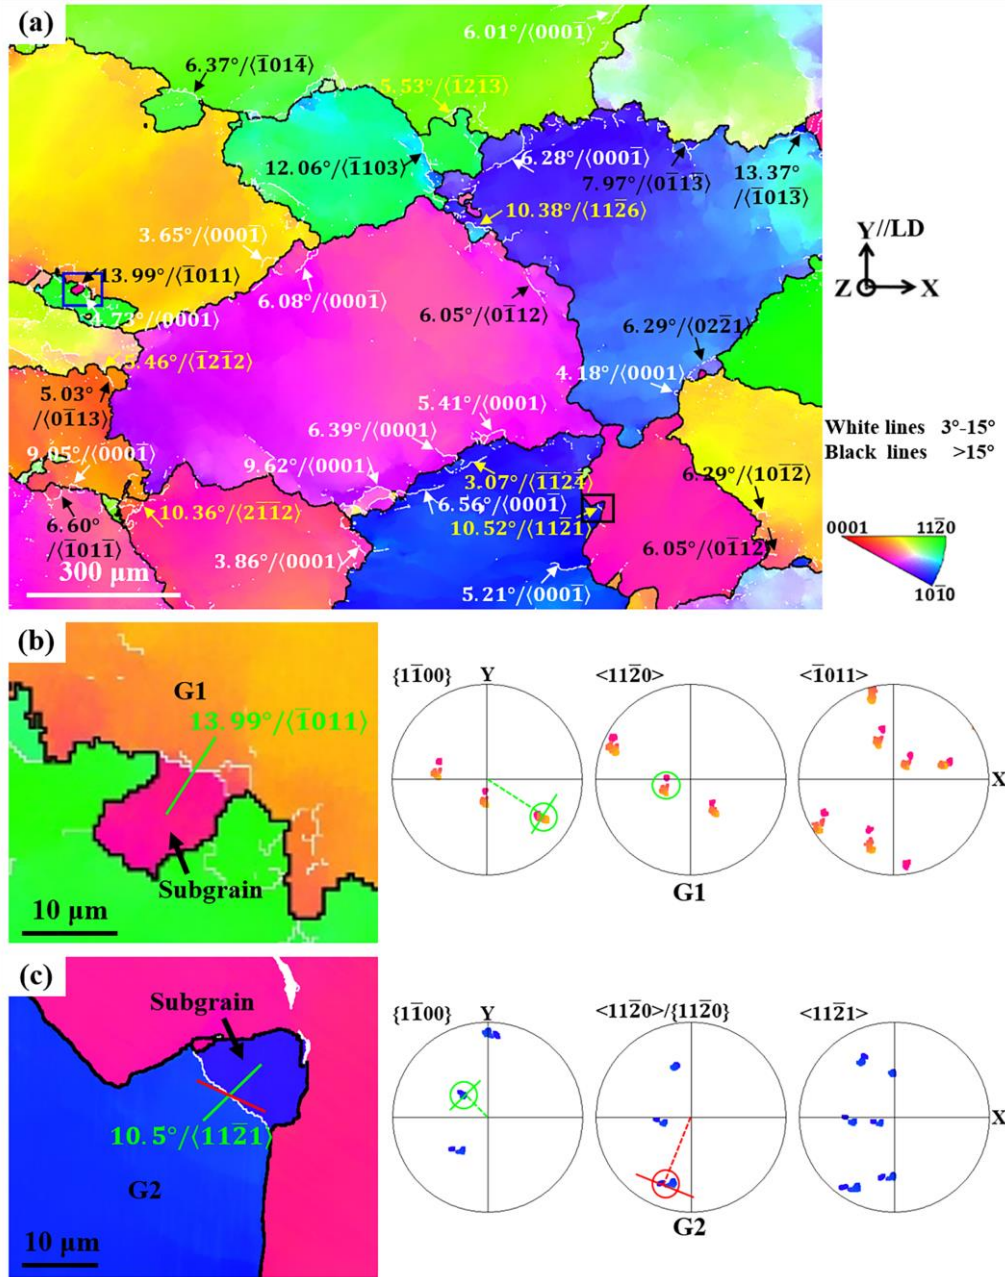 (a)
6.01°/⟨0001̄⟩
6.37°/⟨1̄014̄⟩
5.53°/⟨1̄21̄3̄⟩
12.06°/⟨1̄103⟩
6.28°/⟨0001̄⟩
7.97°/⟨01̄13̄⟩
13.37°
/⟨1̄013̄⟩
10.38°/⟨112̄6⟩
3.65°/⟨0001̄⟩
13.99°/⟨1̄011⟩
6.08°/⟨0001̄⟩
4.73°/⟨0001⟩
6.05°/⟨01̄12⟩
6.29°/⟨022̄1⟩
5.46°/⟨1̄21̄2⟩
4.18°/⟨0001⟩
5.03°
/⟨01̄13⟩
5.41°/⟨0001⟩
6.39°/⟨0001⟩
9.05°/⟨0001̄⟩
9.62°/⟨0001⟩
3.07°/⟨1̄1̄24̄⟩
6.29°/⟨101̄2̄⟩
6.56°/⟨0001̄⟩
10.36°/⟨21̄1̄2⟩
10.52°/⟨112̄1⟩
6.60°
/⟨1̄011̄⟩
3.86°/⟨0001⟩
6.05°/⟨01̄12⟩
5.21°/⟨0001̄⟩
300 μm
Y//LD
Z X
White lines 3°-15°
Black lines >15°
0001 112̄0
101̄0
(b)
G1
13.99°/⟨1̄011⟩
Subgrain
10 μm
{11̄00} Y <112̄0> <1̄011>
X
G1
(c)
Subgrain
10.5°/⟨112̄1⟩
G2
10 μm
{11̄00} Y <112̄0>/{112̄0} <112̄1>
X
G2